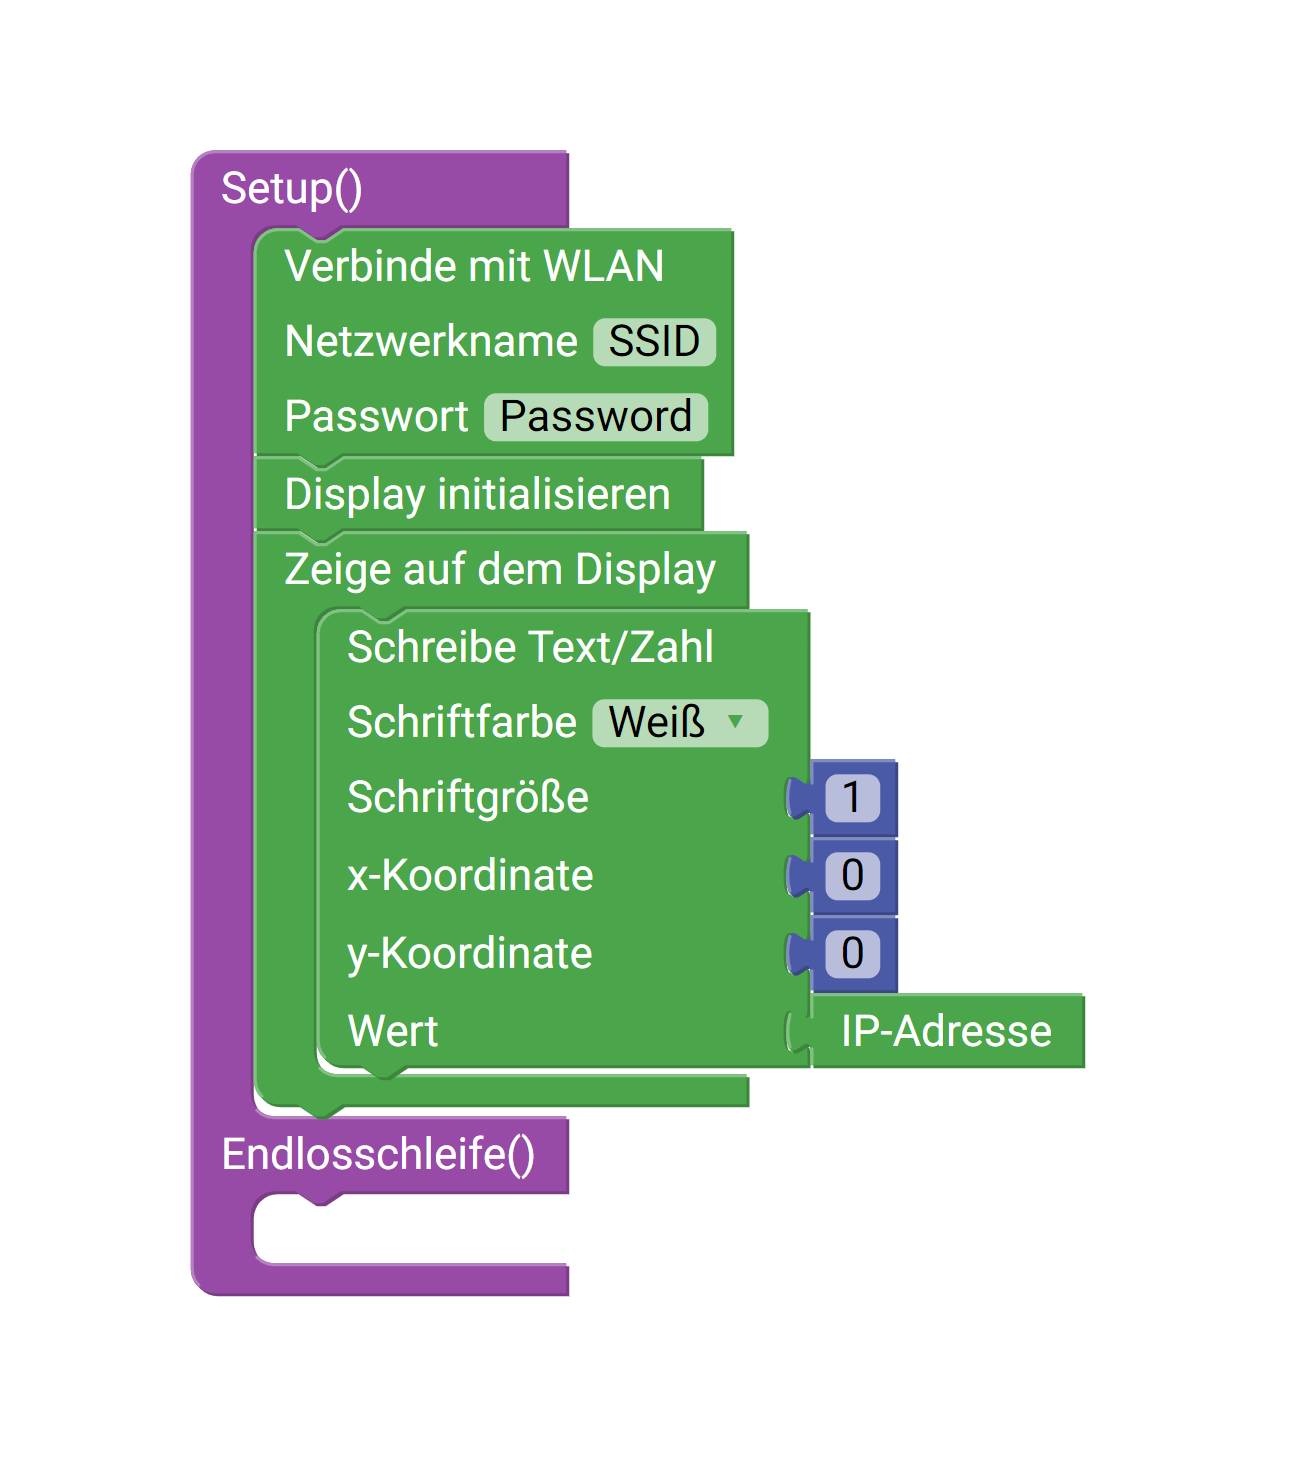 Setup()
Verbinde mit WLAN
Netzwerkname SSID
Passwort Password
Display initialisieren
Zeige auf dem Display
Schreibe Text/Zahl
Schriftfarbe Weiß
Schriftgröße 1
x-Koordinate 0
y-Koordinate 0
Wert IP-Adresse
Endlosschleife()